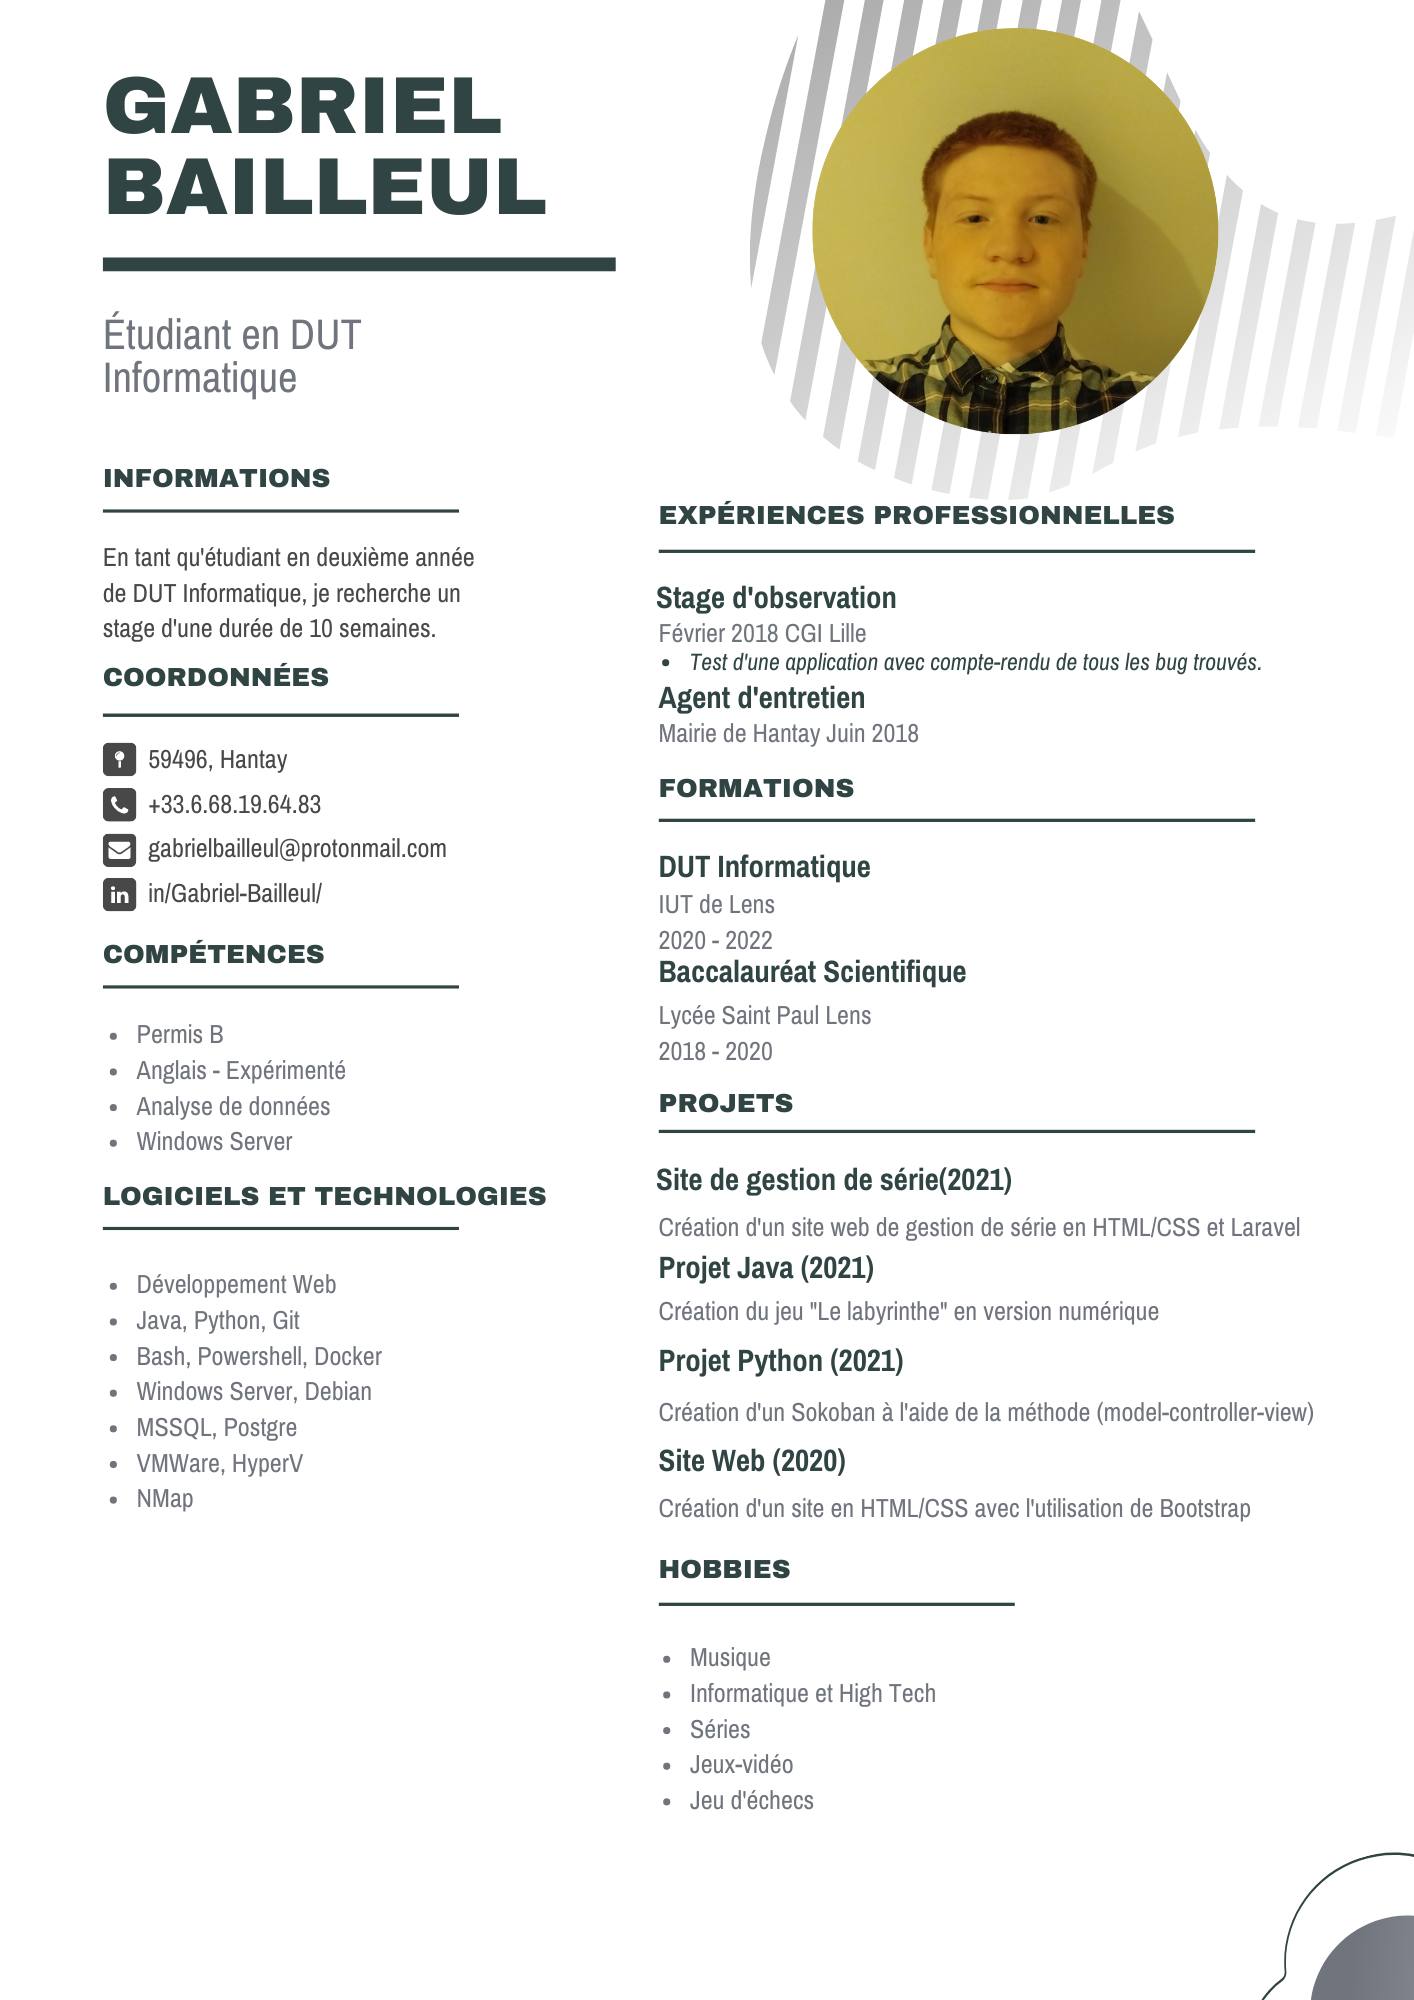 GABRIEL
BAILLEUL
Étudiant en DUT
Informatique
INFORMATIONS
En tant qu'étudiant en deuxième année
de DUT Informatique, je recherche un
stage d'une durée de 10 semaines.
COORDONNÉES
59496, Hantay
+33.6.68.19.64.83
gabrielbailleul@protonmail.com
in
in/Gabriel-Bailleul/
COMPÉTENCES
• Permis B
• Anglais - Expérimenté
• Analyse de données
• Windows Server
LOGICIELS ET TECHNOLOGIES
• Développement Web
• Java, Python, Git
• Bash, Powershell, Docker
• Windows Server, Debian
• MSSQL, Postgre
• VMWare, HyperV
• NMap
EXPÉRIENCES PROFESSIONNELLES
Stage d'observation
Février 2018 CGI Lille
• Test d'une application avec compte-rendu de tous les bug trouvés.
Agent d'entretien
Mairie de Hantay Juin 2018
FORMATIONS
DUT Informatique
IUT de Lens
2020 - 2022
Baccalauréat Scientifique
Lycée Saint Paul Lens
2018 - 2020
PROJETS
Site de gestion de série(2021)
Création d'un site web de gestion de série en HTML/CSS et Laravel
Projet Java (2021)
Création du jeu "Le labyrinthe" en version numérique
Projet Python (2021)
Création d'un Sokoban à l'aide de la méthode (model-controller-view)
Site Web (2020)
Création d'un site en HTML/CSS avec l'utilisation de Bootstrap
HOBBIES
• Musique
• Informatique et High Tech
• Séries
• Jeux-vidéo
• Jeu d'échecs